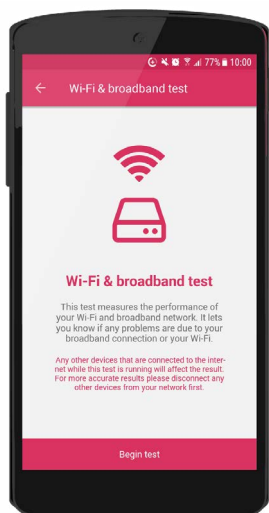 77% 10:00
Wi-Fi & broadband test
Wi-Fi & broadband test
This test measures the performance of
your Wi-Fi and broadband network. It lets
you know if any problems are due to your
broadband connection or your Wi-Fi.
Any other devices that are connected to the inter-
net while this test is running will affect the result.
For more accurate results please disconnect any
other devices from your network first.
Begin test